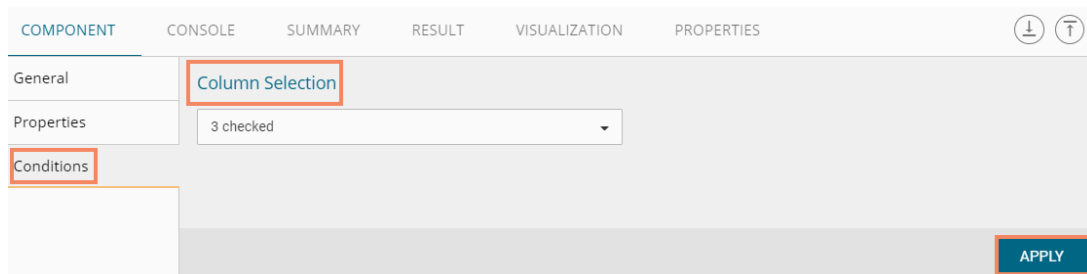 COMPONENT CONSOLE SUMMARY RESULT VISUALIZATION PROPERTIES
General
Column Selection
Properties
3 checked
Conditions
APPLY